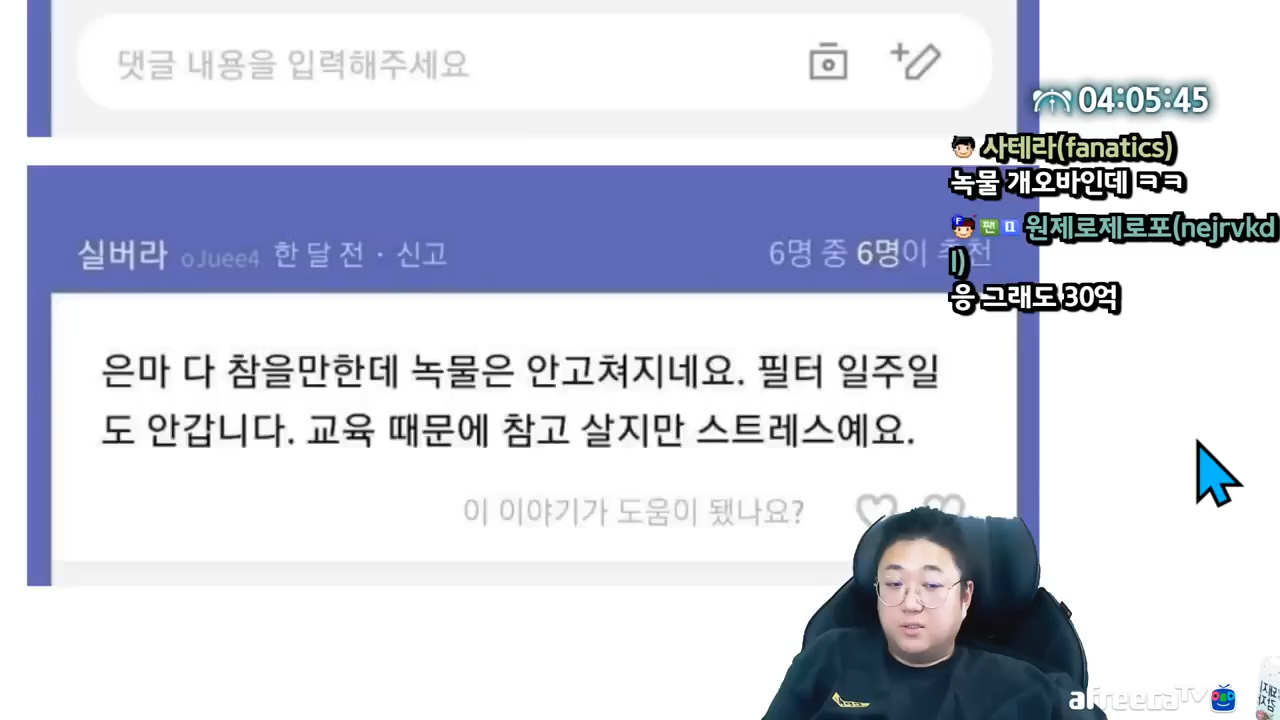 댓글 내용을 입력해주세요
04:05:45
사테라(fanatics)
녹물 개오바인데 ㅋㅋ
F 팬 원제로제로포(nejrvkd
l)
응 그래도 30억
실버라 oJuee4 한 달 전 · 신고
6명 중 6명이 추천
은마 다 참을만한데 녹물은 안고쳐지네요. 필터 일주일
도 안갑니다. 교육 때문에 참고 살지만 스트레스예요.
이 이야기가 도움이 됐나요?
afreecaTV